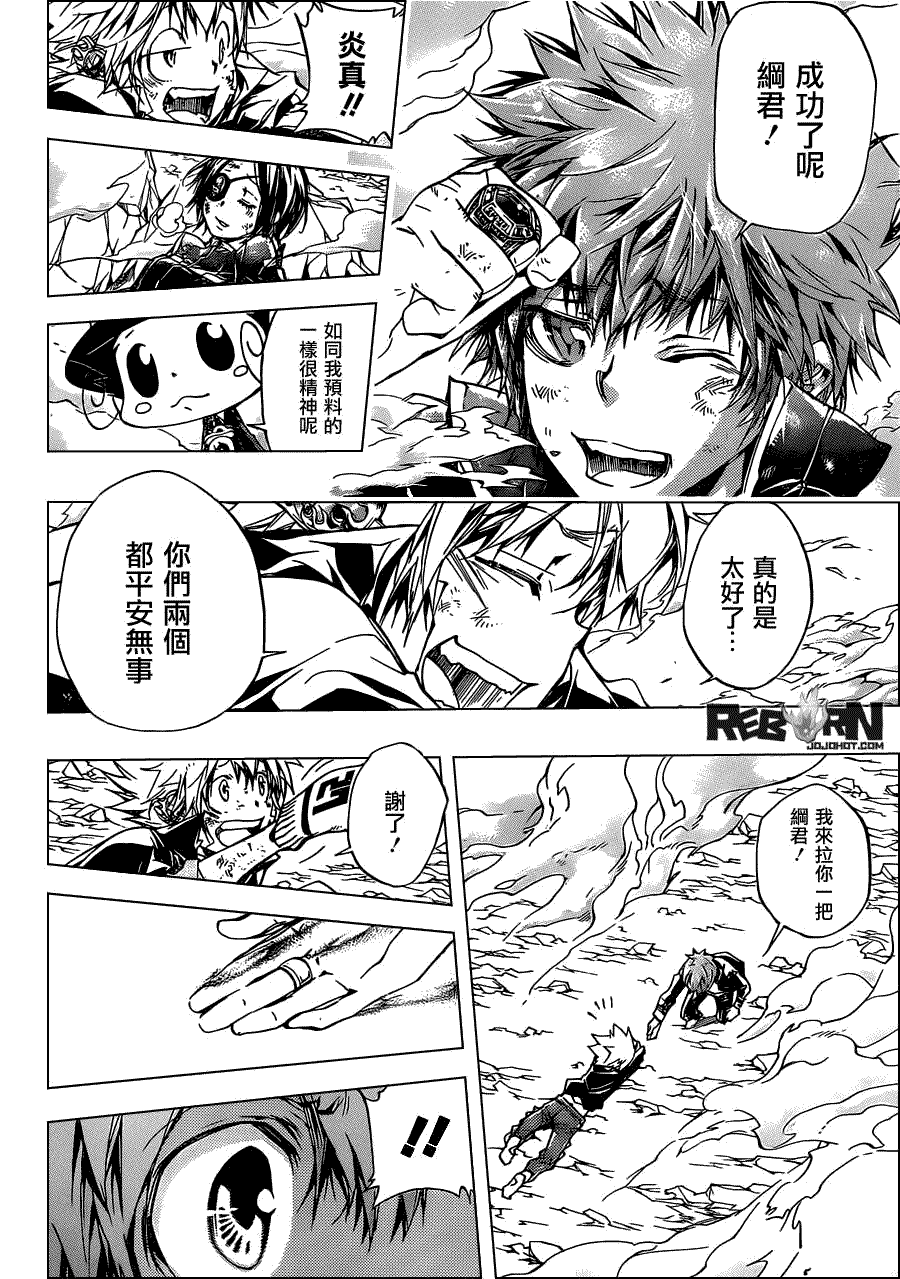 成功了呢
綱君！
炎真!!
如同我預料的
一樣很精神呢
真的是
太好了…
你們兩個
都平安無事
REBORN
JOJOHOT.COM
我來拉你一把
綱君！
謝了！
!!